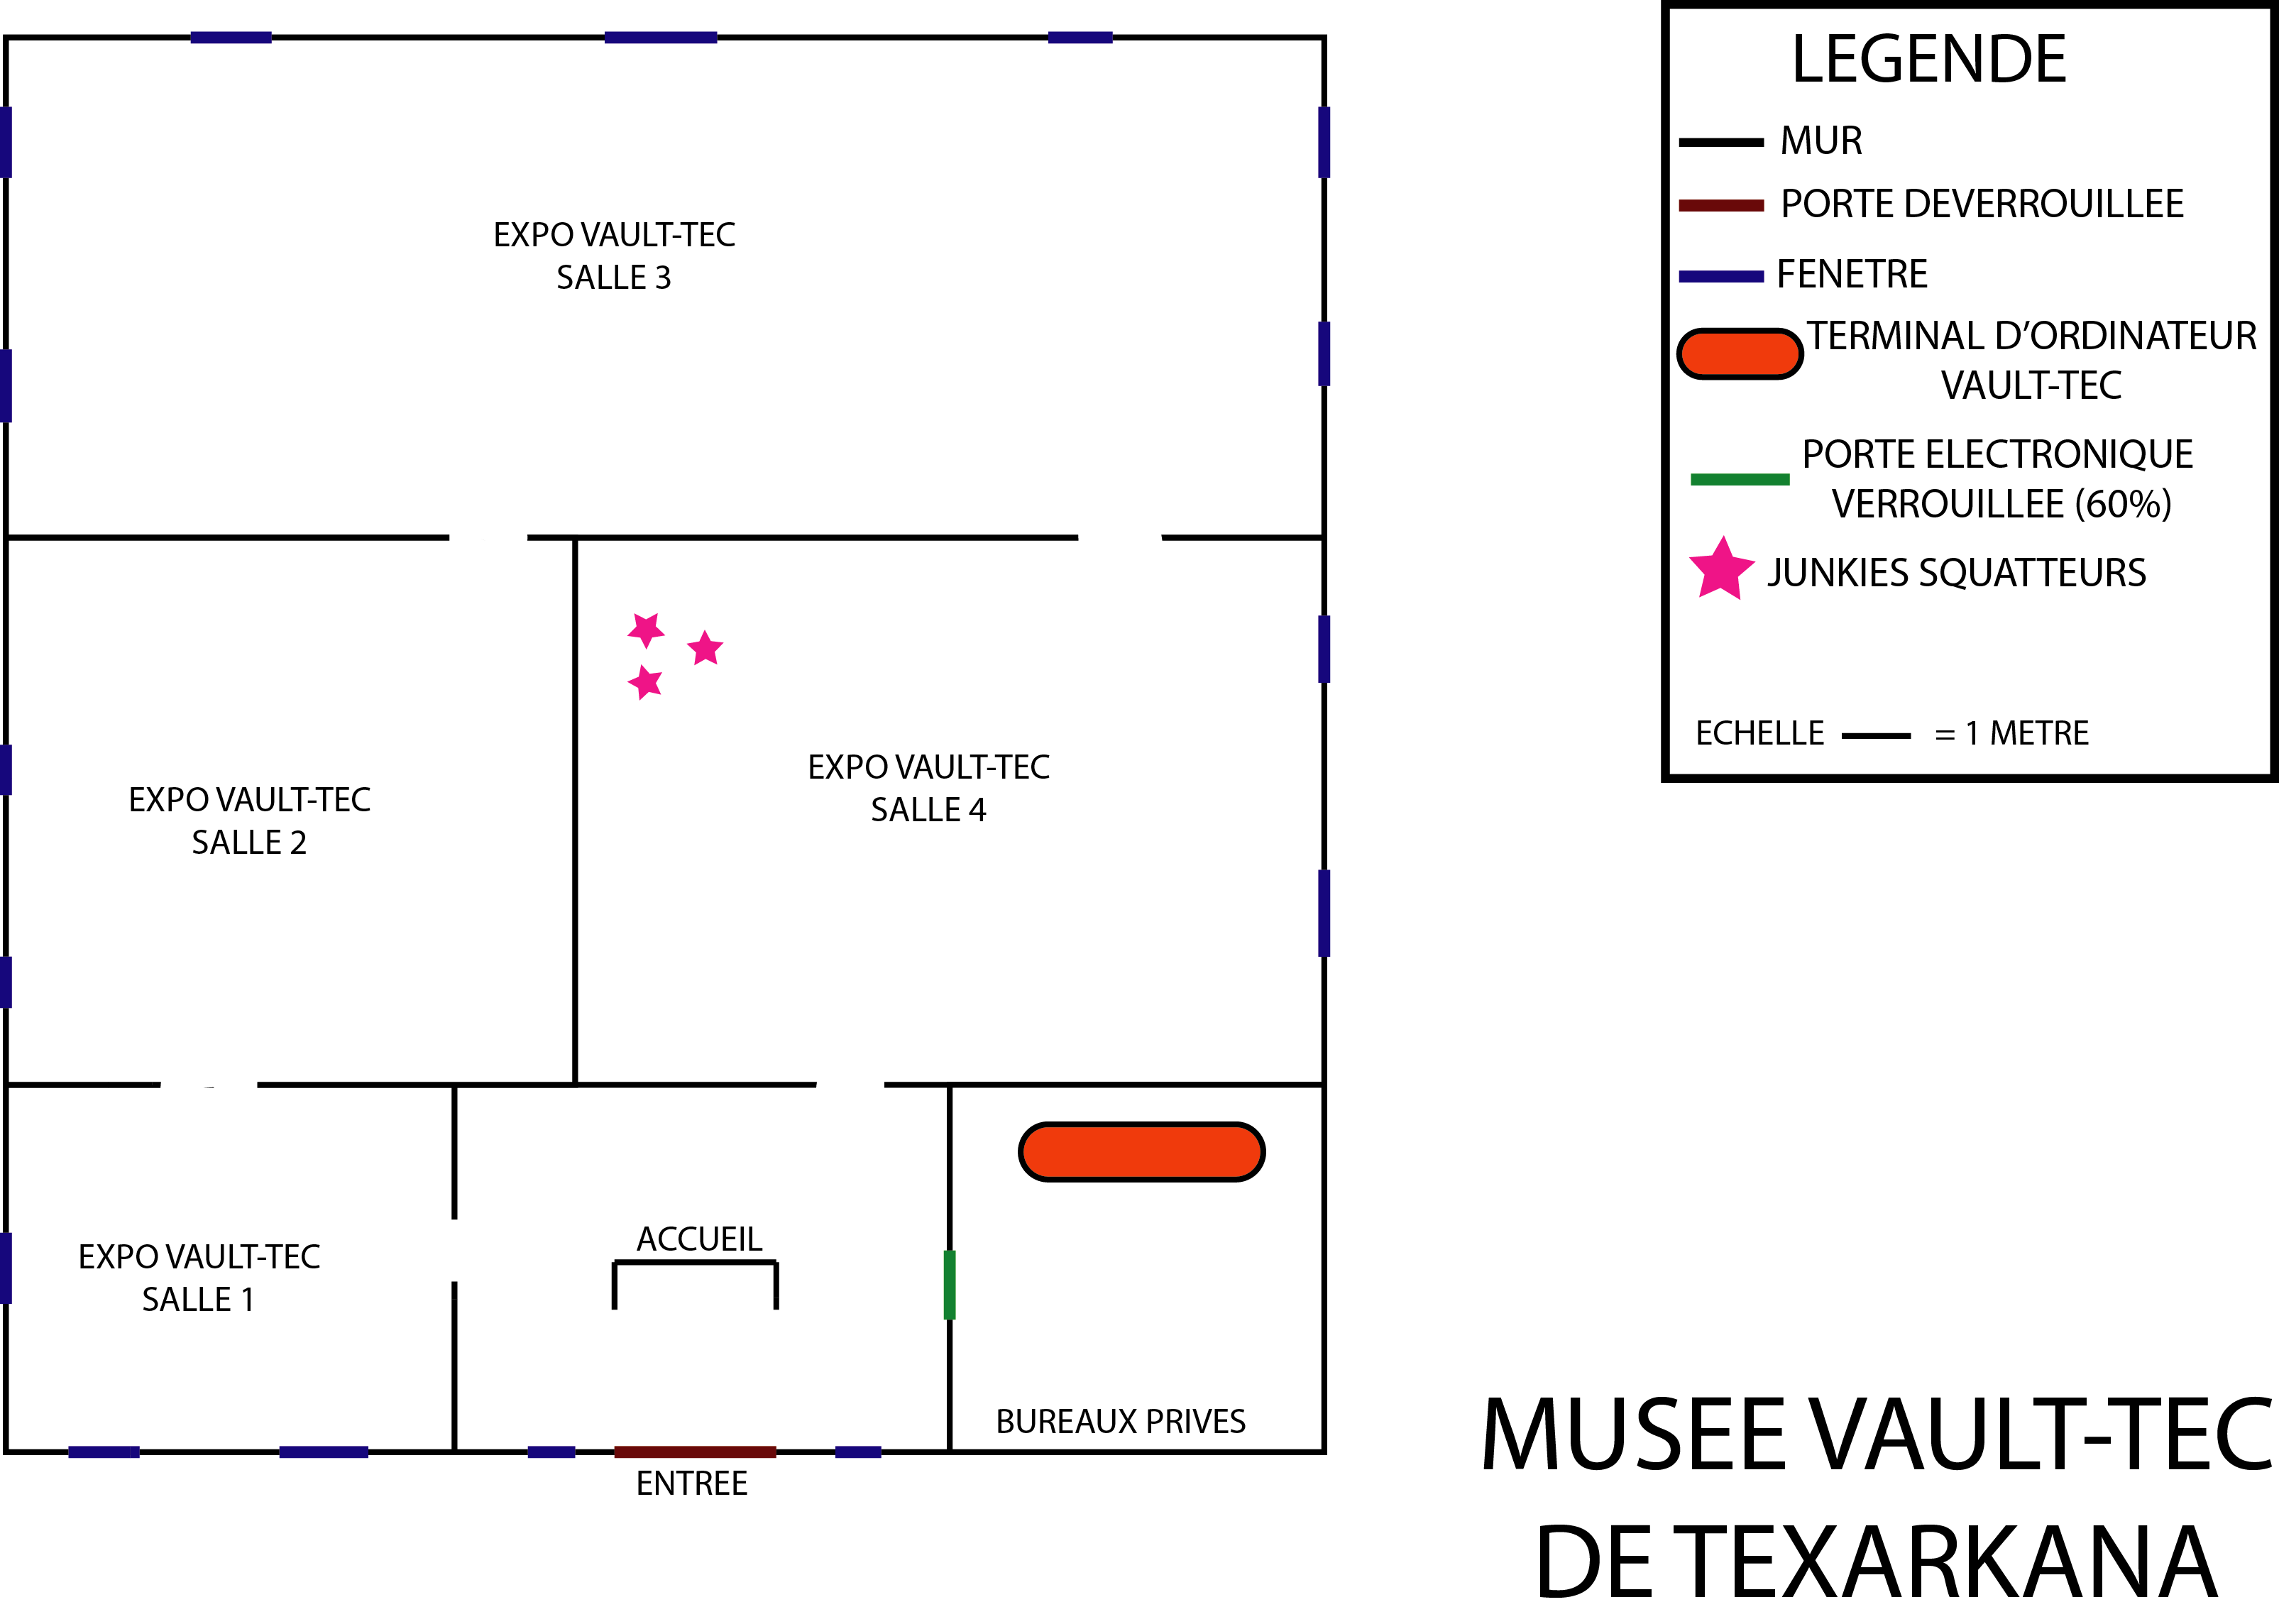 EXPO VAULT-TEC
SALLE 3
EXPO VAULT-TEC
SALLE 2
EXPO VAULT-TEC
SALLE 4
EXPO VAULT-TEC
SALLE 1
ACCUEIL
BUREAUX PRIVES
ENTREE
LEGENDE
MUR
PORTE DEVERROUILLEE
FENETRE
TERMINAL D'ORDINATEUR
VAULT-TEC
PORTE ELECTRONIQUE
VERROUILLEE (60%)
JUNKIES SQUATTEURS
ECHELLE = 1 METRE
MUSEE VAULT-TEC
DE TEXARKANA